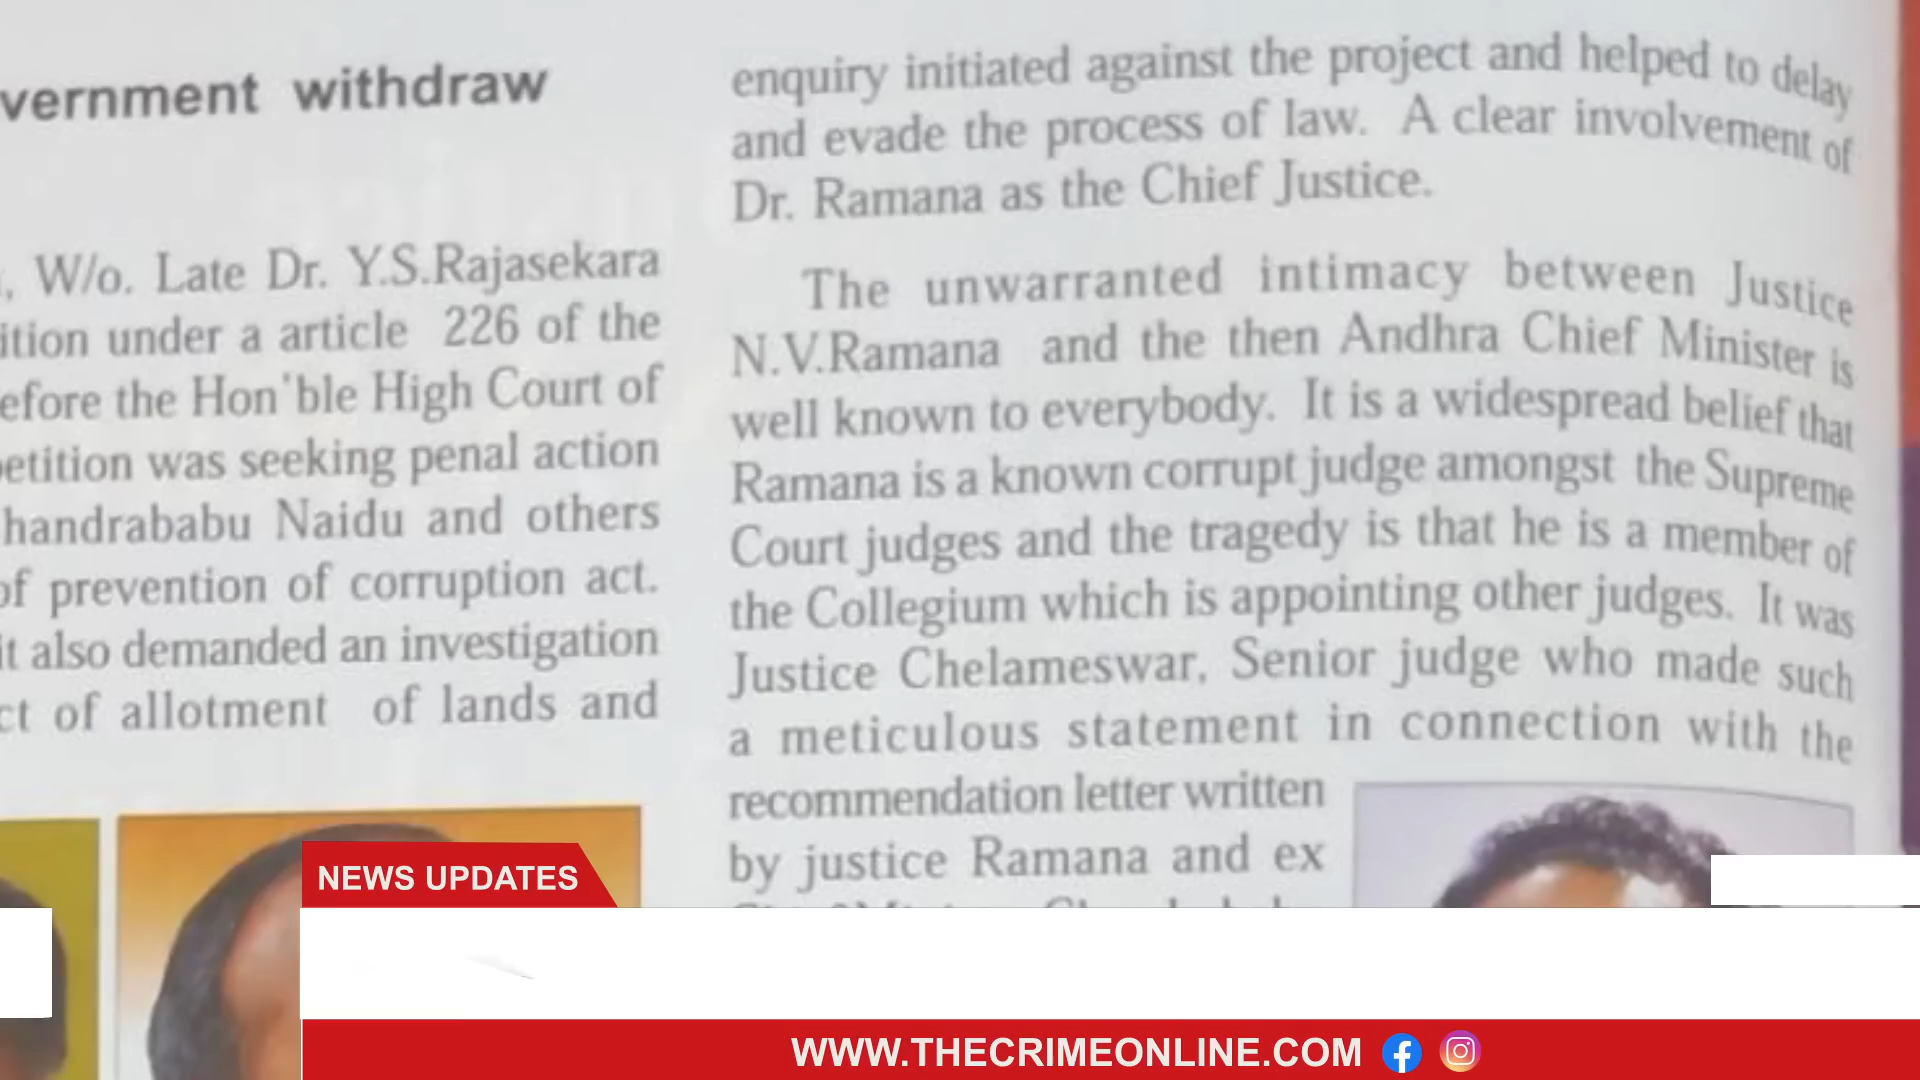 vernment withdraw
, W/o. Late Dr. Y.S.Rajasekara
ition under a article 226 of the
efore the Hon'ble High Court of
petition was seeking penal action
handrababu Naidu and others
of prevention of corruption act.
it also demanded an investigation
ct of allotment of lands and
enquiry initiated against the project and helped to delay
and evade the process of law. A clear involvement of
Dr. Ramana as the Chief Justice.
The unwarranted intimacy between Justice
N.V.Ramana and the then Andhra Chief Minister is
well known to everybody. It is a widespread belief that
Ramana is a known corrupt judge amongst the Supreme
Court judges and the tragedy is that he is a member of
the Collegium which is appointing other judges. It was
Justice Chelameswar, Senior judge who made such
a meticulous statement in connection with the
recommendation letter written
by justice Ramana and ex
NEWS UPDATES
WWW.THECRIMEONLINE.COM